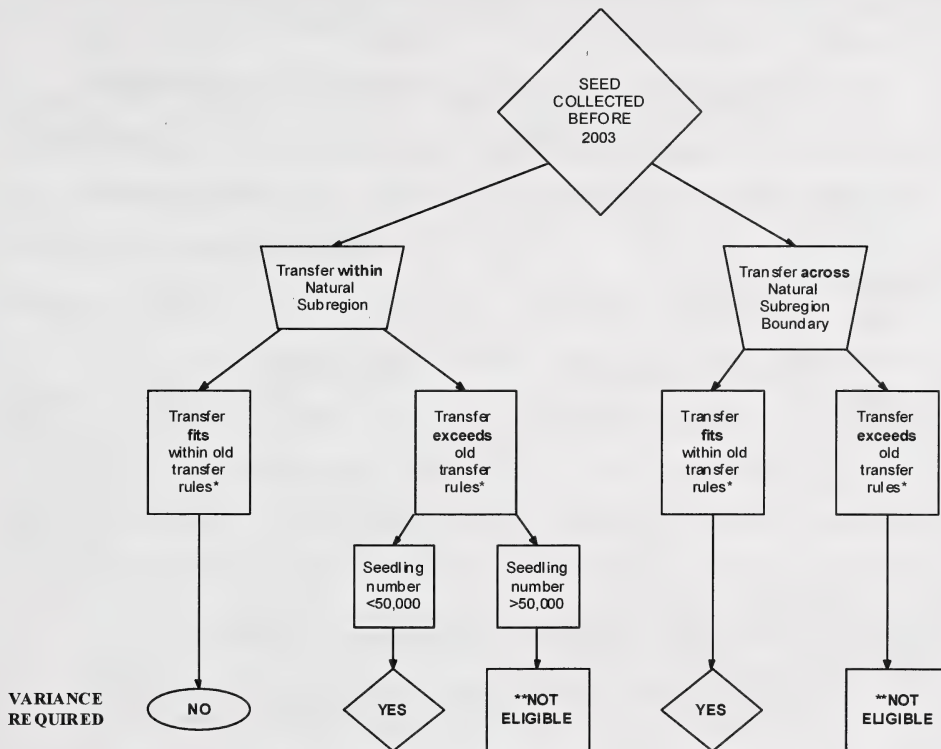 SEED
COLLECTED
BEFORE
2003
Transfer within
Natural
Subregion
Transfer across
Natural
Subregion
Boundary
Transfer
fits
within old
transfer
rules*
Transfer
exceeds
old
transfer
rules*
Transfer
fits
within old
transfer
rules*
Transfer
exceeds
old
transfer
rules*
Seedling
number
<50,000
Seedling
number
>50,000
VARIANCE
REQUIRED
NO
YES
**NOT
ELIGIBLE
YES
**NOT
ELIGIBLE